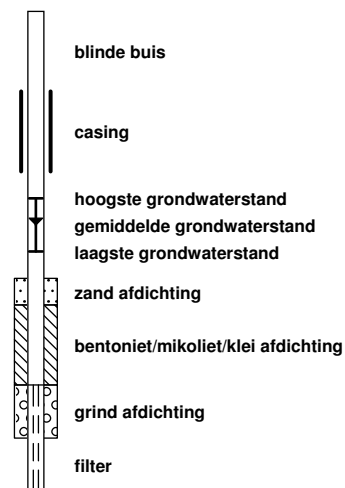 blinde buis
casing
hoogste grondwaterstand
gemiddelde grondwaterstand
laagste grondwaterstand
zand afdichting
bentoniet/mikoliet/klei afdichting
grind afdichting
filter